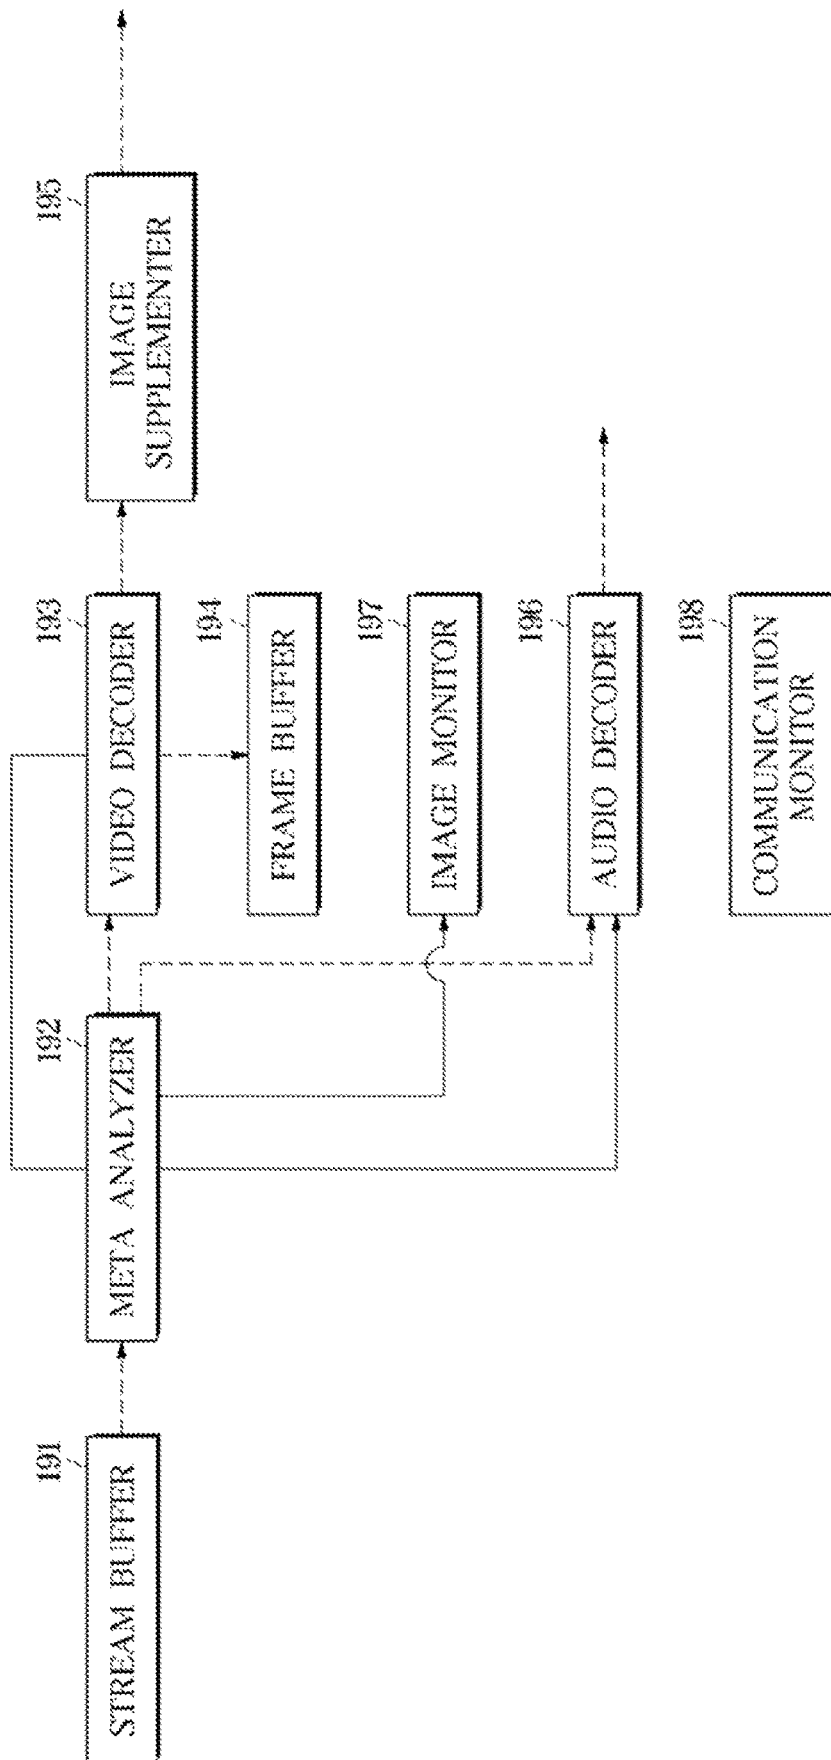 191
STREAM BUFFER
192
META ANALYZER
193
VIDEO DECODER
195
IMAGE
SUPPLEMENTER
194
FRAME BUFFER
197
IMAGE MONITOR
196
AUDIO DECODER
198
COMMUNICATION
MONITOR